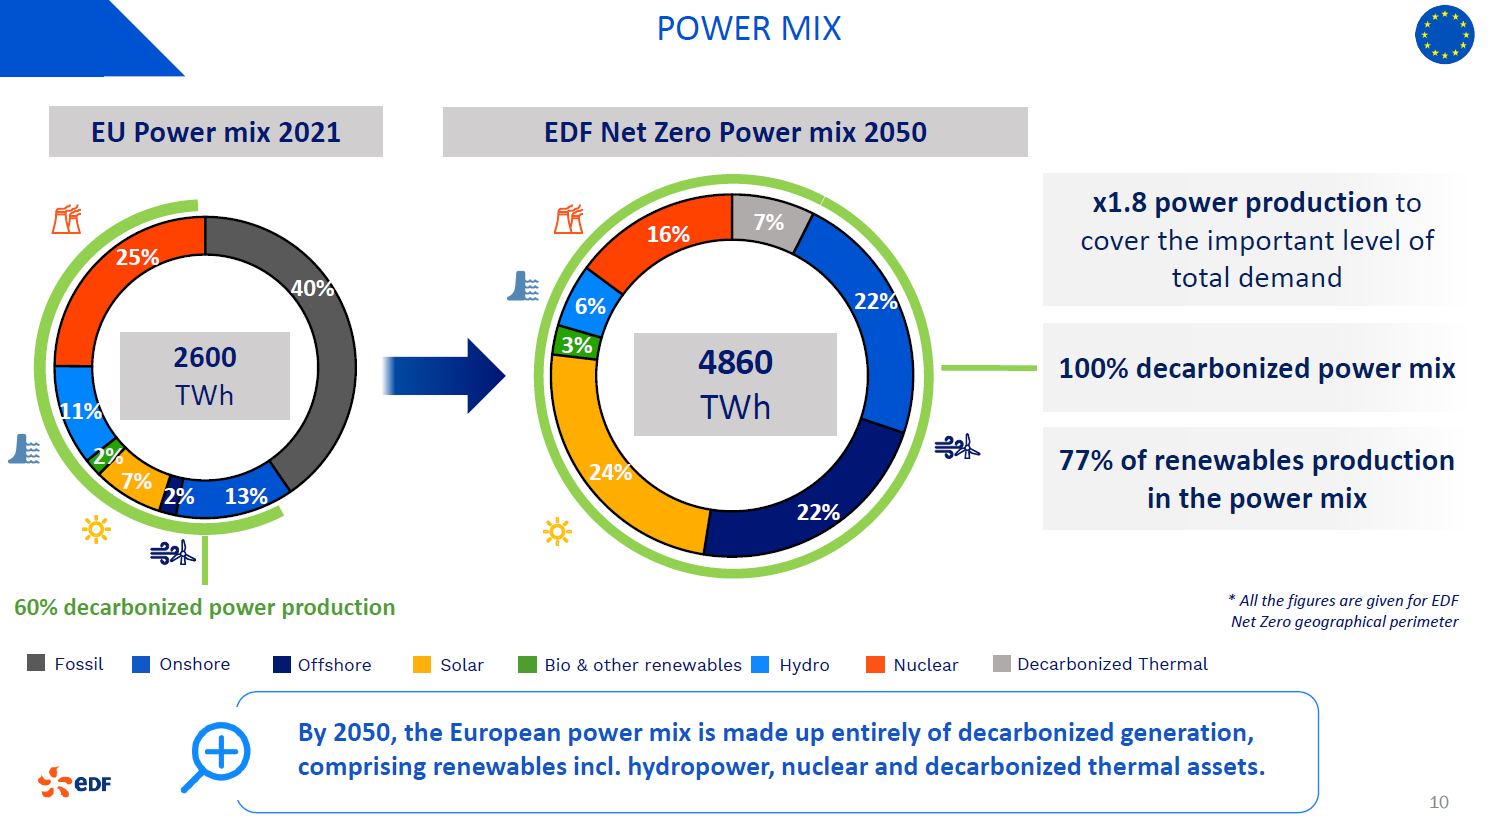 POWER MIX
EU Power mix 2021
EDF Net Zero Power mix 2050
40%
13%
2%
7%
2%
11%
25%
2600
TWh
60% decarbonized power production
7%
22%
22%
24%
3%
6%
16%
4860
TWh
x1.8 power production to
cover the important level of
total demand
100% decarbonized power mix
77% of renewables production
in the power mix
* All the figures are given for EDF
Net Zero geographical perimeter
Fossil
Onshore
Offshore
Solar
Bio & other renewables
Hydro
Nuclear
Decarbonized Thermal
By 2050, the European power mix is made up entirely of decarbonized generation,
comprising renewables incl. hydropower, nuclear and decarbonized thermal assets.
eDF
10